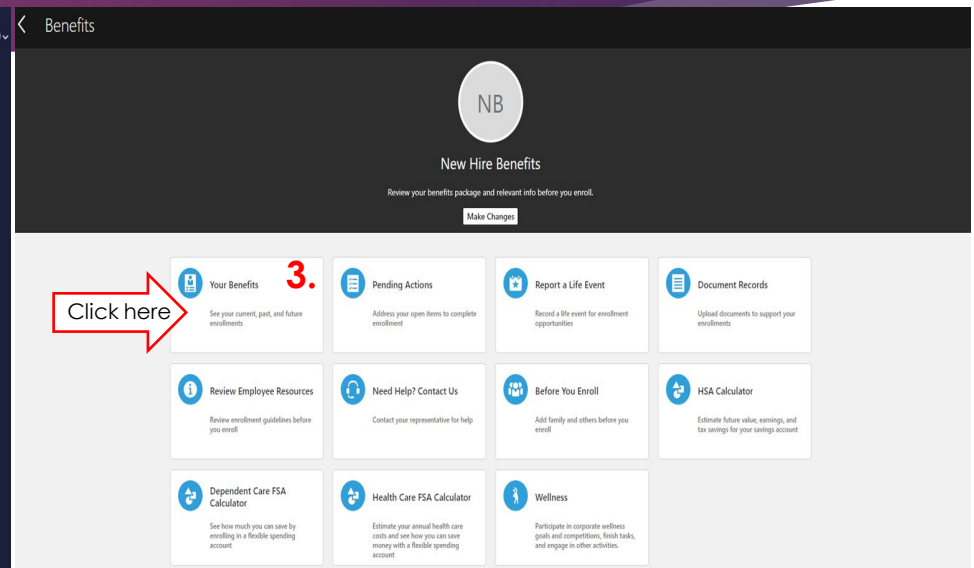 Benefits
NB
New Hire Benefits
Review your benefits package and relevant info before you enroll.
Make Changes
Click here
Your Benefits
3.
See your current, past, and future
enrollments
Pending Actions
Address your open items to complete
enrollment
Report a Life Event
Record a life event for enrollment
opportunities
Document Records
Upload documents to support your
enrollments
Review Employee Resources
Review enrollment guidelines before
you enroll
Need Help? Contact Us
Contact your representative for help
Before You Enroll
Add family and others before you
enroll
HSA Calculator
Estimate future value, earnings, and
tax savings for your savings account
Dependent Care FSA
Calculator
See how much you can save by
enrolling in a flexible spending
account
Health Care FSA Calculator
Estimate your annual health care
costs and see how you can save
money with a flexible spending
account
Wellness
Participate in corporate wellness
goals and competitions, finish tasks,
and engage in other activities.